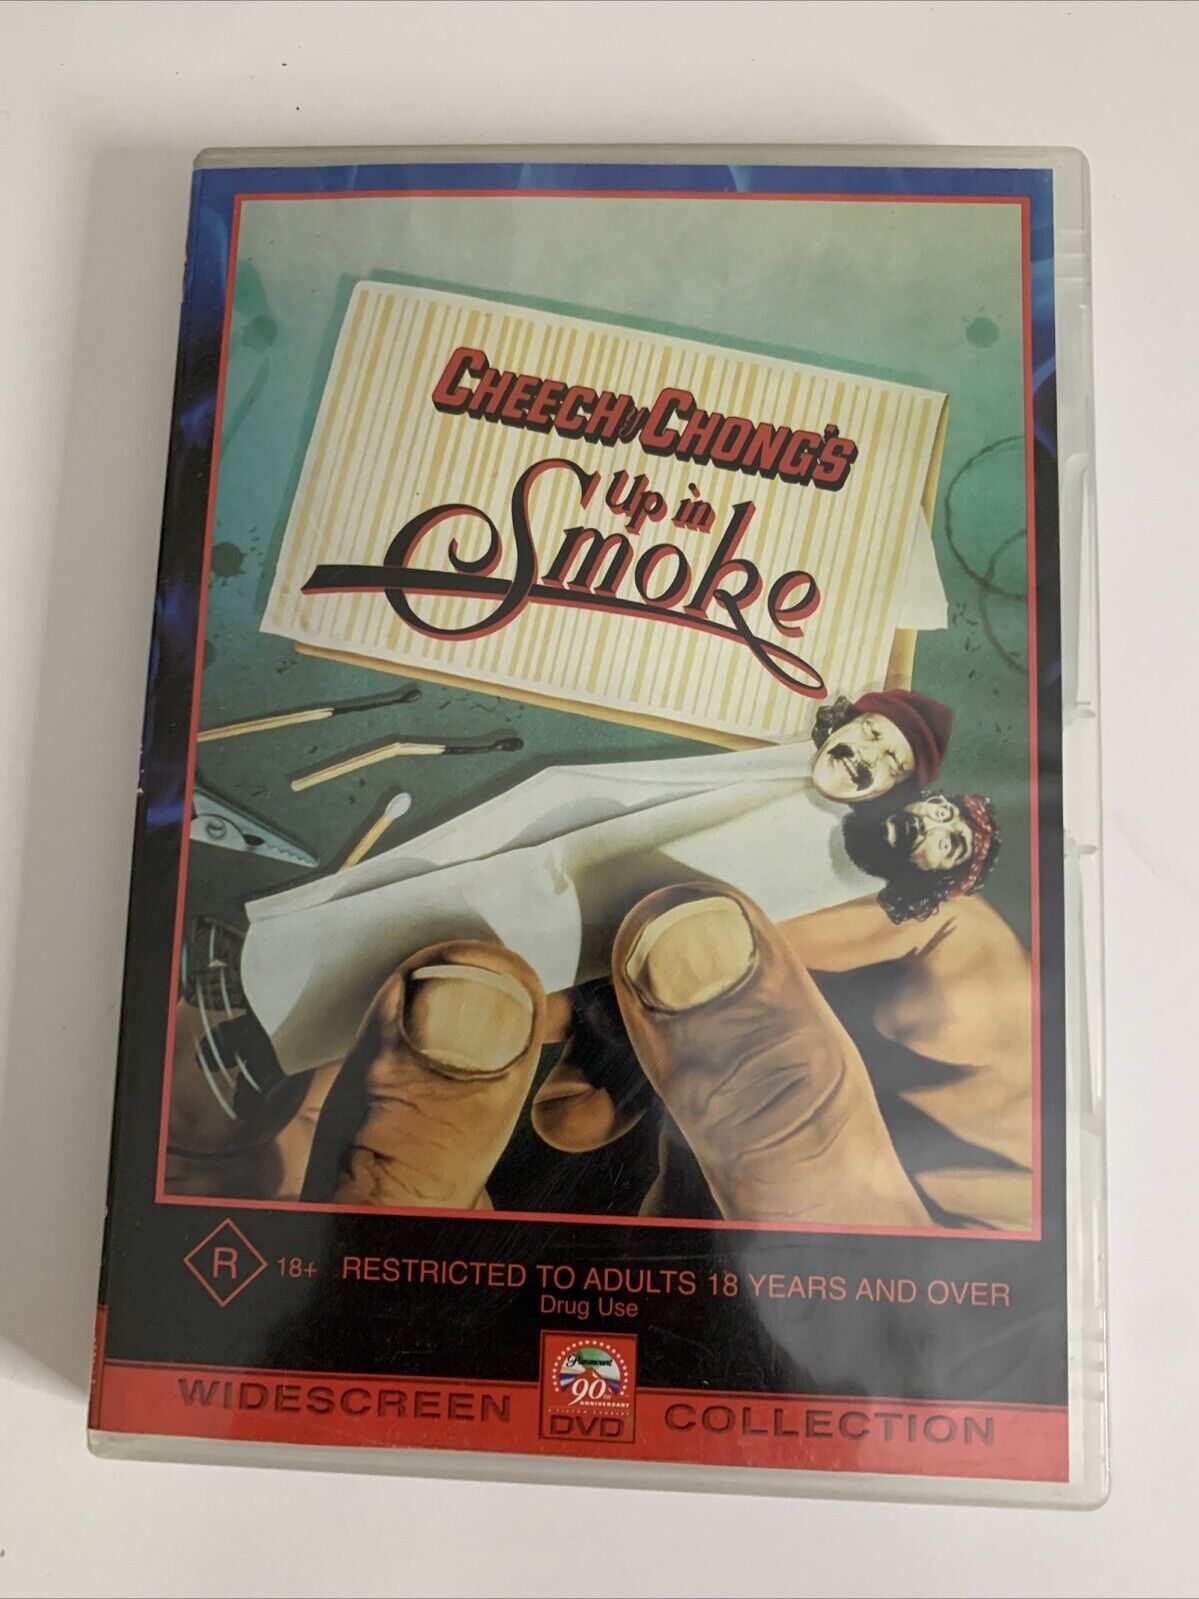 CHEECH y CHONG'S
Up in
Smoke
R 18+ RESTRICTED TO ADULTS 18 YEARS AND OVER
Drug Use
Paramount
90TH
ANNIVERSARY
WIDESCREEN DVD COLLECTION